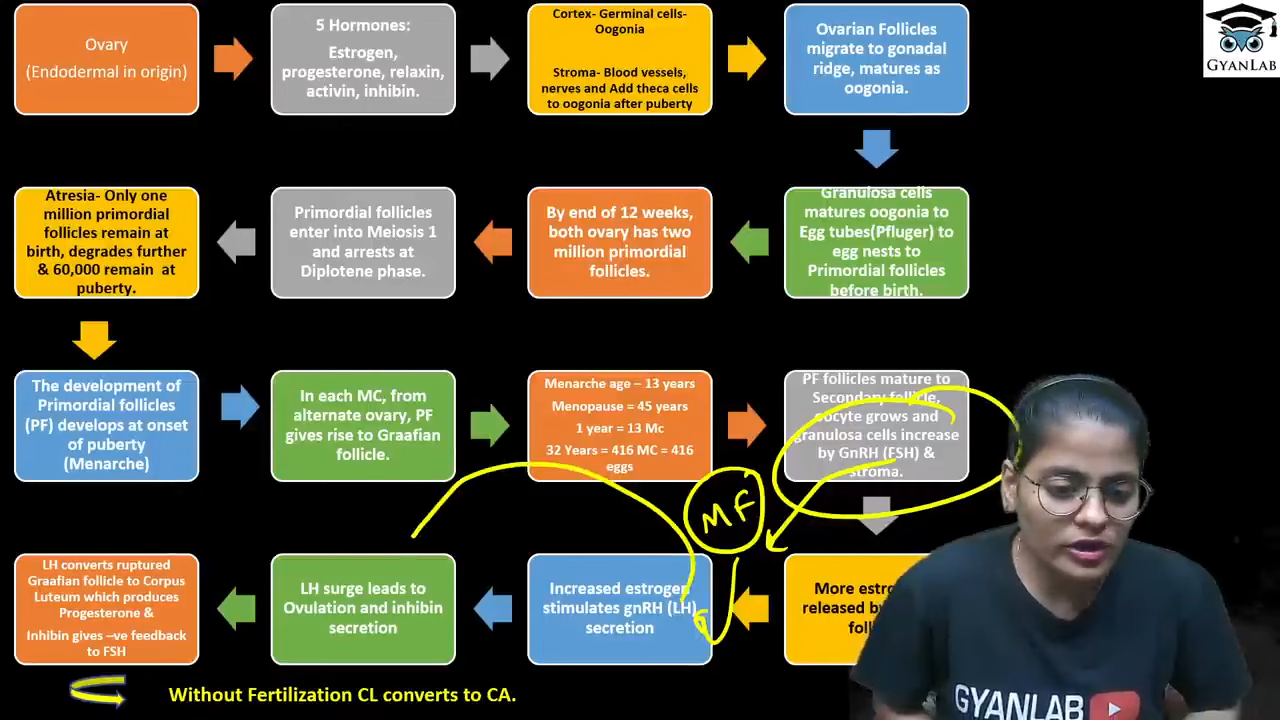 Ovary
(Endodermal in origin)
5 Hormones:
Estrogen,
progesterone, relaxin,
activin, inhibin.
Cortex- Germinal cells-
Oogonia
Stroma- Blood vessels,
nerves and Add theca cells
to oogonia after puberty
Ovarian Follicles
migrate to gonadal
ridge, matures as
oogonia.
GYANLAB
Atresia- Only one
million primordial
follicles remain at
birth, degrades further
& 60,000 remain at
puberty.
Primordial follicles
enter into Meiosis 1
and arrests at
Diplotene phase.
By end of 12 weeks,
both ovary has two
million primordial
follicles.
Granulosa cells
matures oogonia to
Egg tubes(Pfluger) to
egg nests to
Primordial follicles
before birth.
The development of
Primordial follicles
(PF) develops at onset
of puberty
(Menarche)
In each MC, from
alternate ovary, PF
gives rise to Graafian
follicle.
Menarche age – 13 years
Menopause = 45 years
1 year = 13 Mc
32 Years = 416 MC = 416
eggs
PF follicles mature to
Secondary follicle,
oocyte grows and
granulosa cells increase
by GnRH (FSH) &
stroma.
MF
LH converts ruptured
Graafian follicle to Corpus
Luteum which produces
Progesterone &
Inhibin gives –ve feedback
to FSH
LH surge leads to
Ovulation and inhibin
secretion
Increased estrogen
stimulates gnRH (LH)
secretion
More
released
Without Fertilization CL converts to CA.
GYANLAB